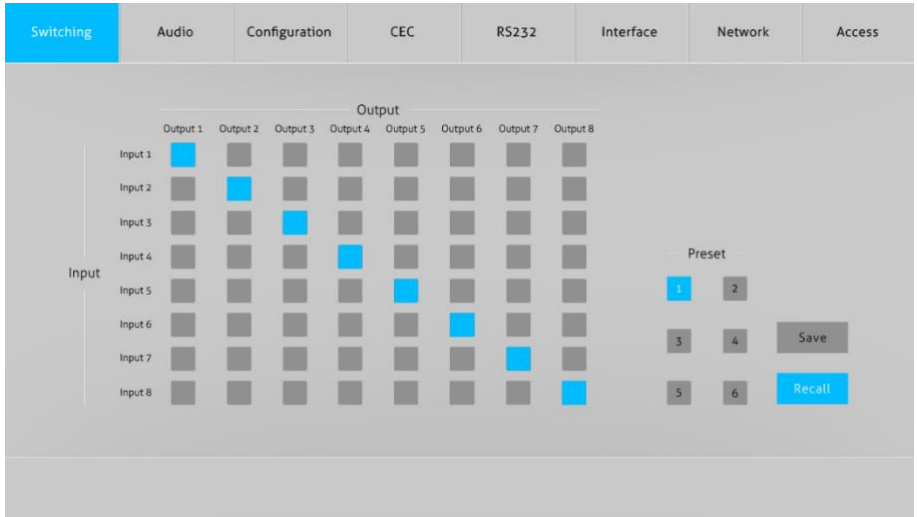 Switching Audio Configuration CEC RS232 Interface Network Access
Output
Output 1 Output 2 Output 3 Output 4 Output 5 Output 6 Output 7 Output 8
Input 1
Input 2
Input 3
Input 4
Input
Input 5
Input 6
Input 7
Input 8
Preset
1 2
3 4
5 6
Save
Recall